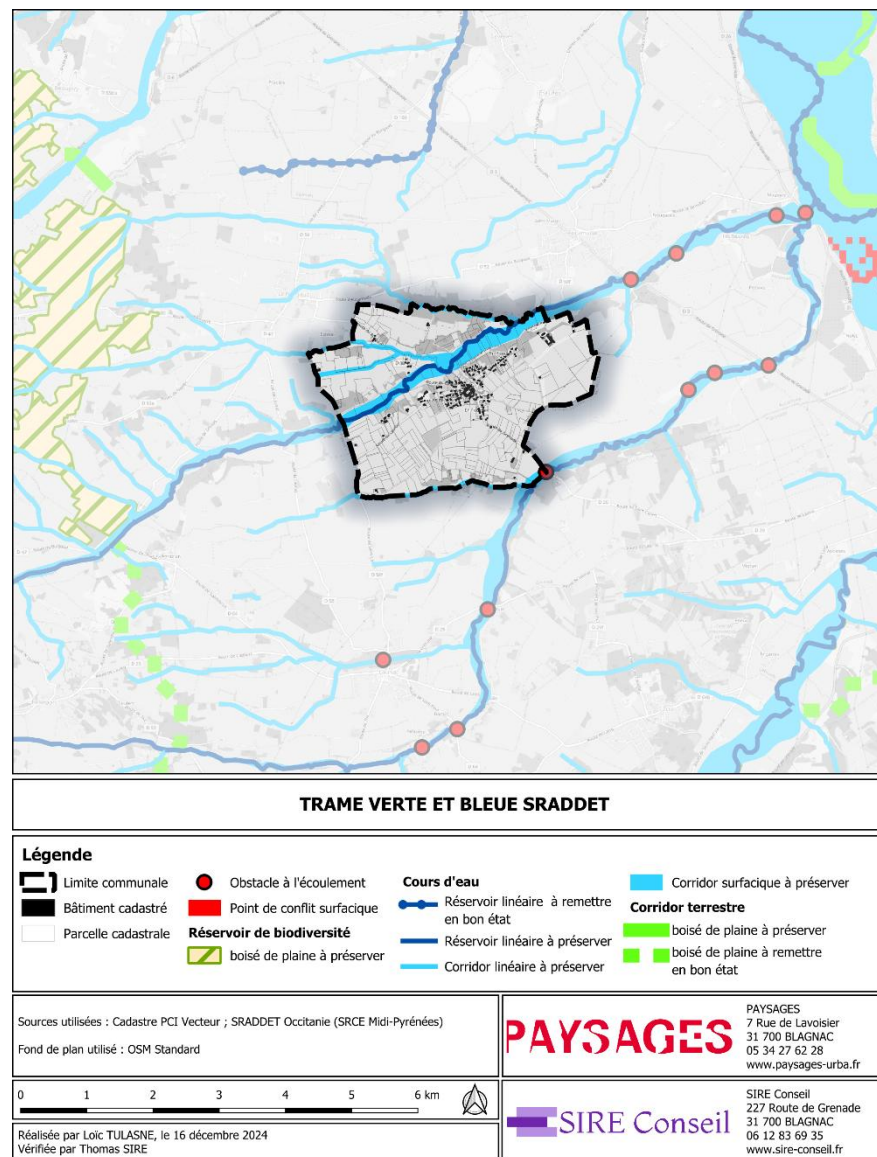 TRAME VERTE ET BLEUE SRADDET
Légende
Limite communale
Bâtiment cadastré
Parcelle cadastrale
Obstacle à l'écoulement
Point de conflit surfacique
Réservoir de biodiversité
boisé de plaine à préserver
Cours d'eau
Réservoir linéaire à remettre
en bon état
Réservoir linéaire à préserver
Corridor linéaire à préserver
Corridor surfacique à préserver
Corridor terrestre
boisé de plaine à préserver
boisé de plaine à remettre
en bon état
Sources utilisées : Cadastre PCI Vecteur ; SRADDET Occitanie (SRCE Midi-Pyrénées)
Fond de plan utilisé : OSM Standard
PAYSAGES
PAYSAGES
7 Rue de Lavoisier
31 700 BLAGNAC
05 34 27 62 28
www.paysages-urba.fr
0 1 2 3 4 5 6 km
Réalisée par Loïc TULASNE, le 16 décembre 2024
Vérifiée par Thomas SIRE
SIRE Conseil
SIRE Conseil
227 Route de Grenade
31 700 BLAGNAC
06 12 83 69 35
www.sire-conseil.fr